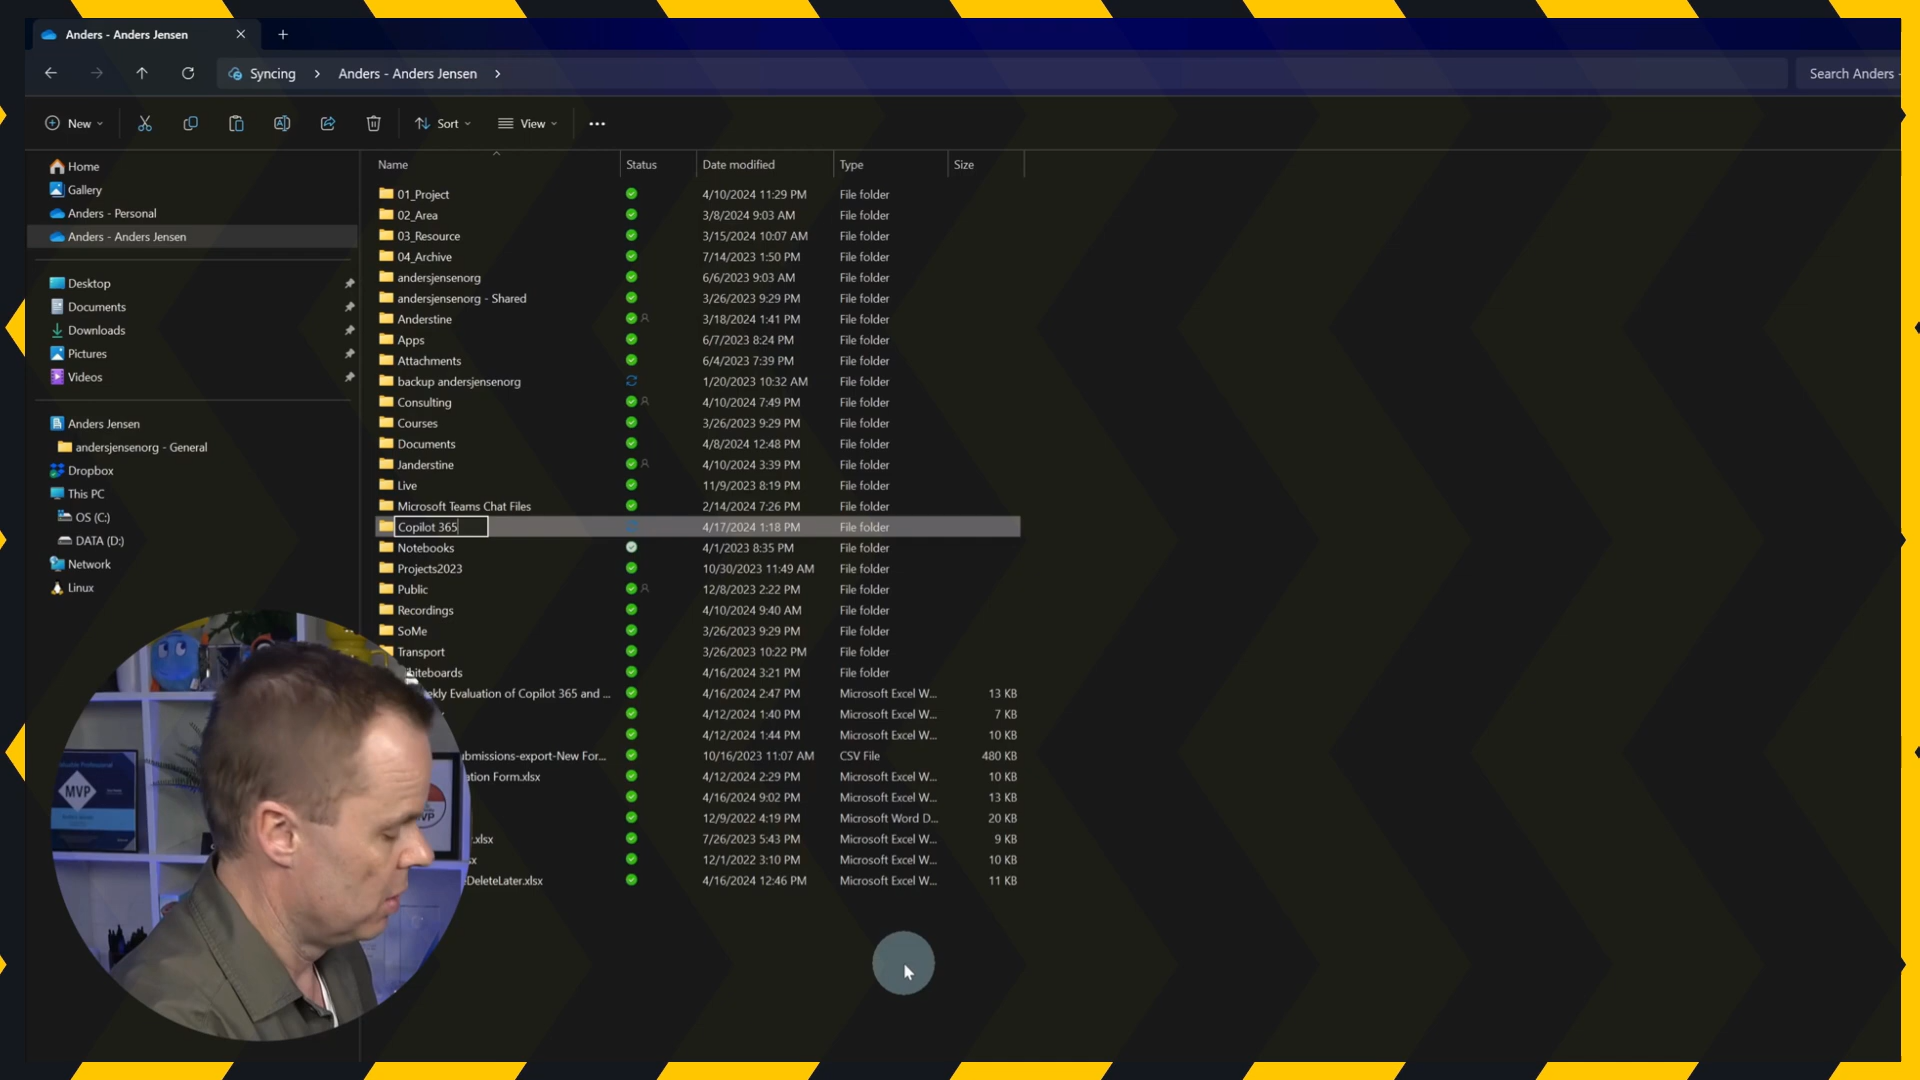 Anders - Anders Jensen
Syncing > Anders - Anders Jensen >
Search Anders -
New
Sort
View
Home
Gallery
Anders - Personal
Anders - Anders Jensen
Desktop
Documents
Downloads
Pictures
Videos
Anders Jensen
andersjensenorg - General
Dropbox
This PC
OS (C:)
DATA (D:)
Network
Linux
Name Status Date modified Type Size
01_Project 4/10/2024 11:29 PM File folder
02_Area 3/8/2024 9:03 AM File folder
03_Resource 3/15/2024 10:07 AM File folder
04_Archive 7/14/2023 1:50 PM File folder
andersjensenorg 6/6/2023 9:03 AM File folder
andersjensenorg - Shared 3/26/2023 9:29 PM File folder
Anderstine 3/18/2024 1:41 PM File folder
Apps 6/7/2023 8:24 PM File folder
Attachments 6/4/2023 7:39 PM File folder
backup andersjensenorg 1/20/2023 10:32 AM File folder
Consulting 4/10/2024 7:49 PM File folder
Courses 3/26/2023 9:29 PM File folder
Documents 4/8/2024 12:48 PM File folder
Janderstine 4/10/2024 3:39 PM File folder
Live 11/9/2023 8:19 PM File folder
Microsoft Teams Chat Files 2/14/2024 7:26 PM File folder
Copilot 365 4/17/2024 1:18 PM File folder
Notebooks 4/1/2023 8:35 PM File folder
Projects2023 10/30/2023 11:49 AM File folder
Public 12/8/2023 2:22 PM File folder
Recordings 4/10/2024 9:40 AM File folder
SoMe 3/26/2023 9:29 PM File folder
Transport 3/26/2023 10:22 PM File folder
hiteboards 4/16/2024 3:21 PM File folder
ekly Evaluation of Copilot 365 and ... 4/16/2024 2:47 PM Microsoft Excel W... 13 KB
4/12/2024 1:40 PM Microsoft Excel W... 7 KB
4/12/2024 1:44 PM Microsoft Excel W... 10 KB
ubmissions-export-New For... 10/16/2023 11:07 AM CSV File 480 KB
ation Form.xlsx 4/12/2024 2:29 PM Microsoft Excel W... 10 KB
4/16/2024 9:02 PM Microsoft Excel W... 13 KB
12/9/2022 4:19 PM Microsoft Word D... 20 KB
.xlsx 7/26/2023 5:43 PM Microsoft Excel W... 9 KB
sx 12/1/2022 3:10 PM Microsoft Excel W... 10 KB
DeleteLater.xlsx 4/16/2024 12:46 PM Microsoft Excel W... 11 KB
MVP